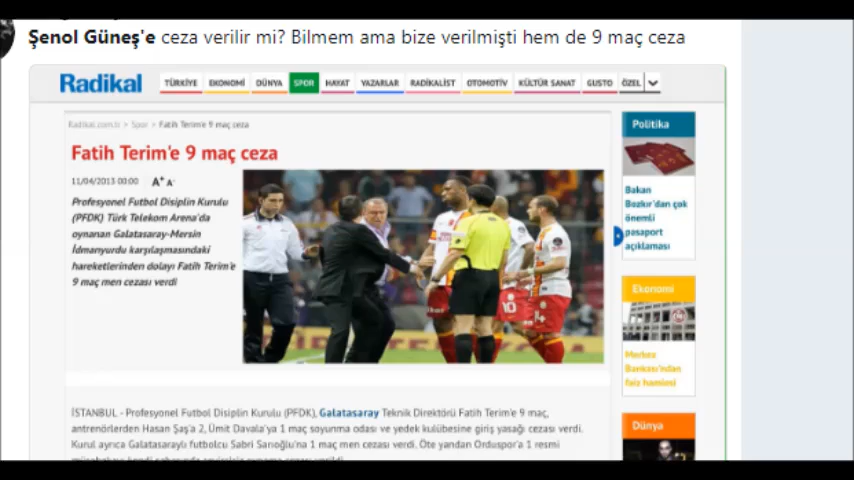 Şenol Güneş'e ceza verilir mi? Bilmem ama bize verilmişti hem de 9 maç ceza
Radikal
TÜRKİYE EKONOMİ DÜNYA SPOR HAYAT YAZARLAR RADİKALİST OTOMOTİV KÜLTÜR SANAT GUSTO ÖZEL
Radikal.com.tr > Spor > Fatih Terim'e 9 maç ceza
Fatih Terim'e 9 maç ceza
11/04/2013 00:00 A+ A-
Profesyonel Futbol Disiplin Kurulu
(PFDK) Türk Telekom Arena'da
oynanan Galatasaray-Mersin
İdmanyurdu karşılaşmasındaki
hareketlerinden dolayı Fatih Terim'e
9 maç men cezası verdi
10
14
Politika
Bakan
Bozkır'dan çok
önemli
pasaport
açıklaması
Ekonomi
Merkez
Bankası'ndan
faiz hamlesi
Dünya
İSTANBUL - Profesyonel Futbol Disiplin Kurulu (PFDK), Galatasaray Teknik Direktörü Fatih Terim'e 9 maç,
antrenörlerden Hasan Şaş'a 2, Ümit Davala'ya 1 maç soyunma odası ve yedek kulübesine giriş yasağı cezası verdi.
Kurul ayrıca Galatasaraylı futbolcu Sabri Sarıoğlu'na 1 maç men cezası verdi. Öte yandan Orduspor'a 1 resmi